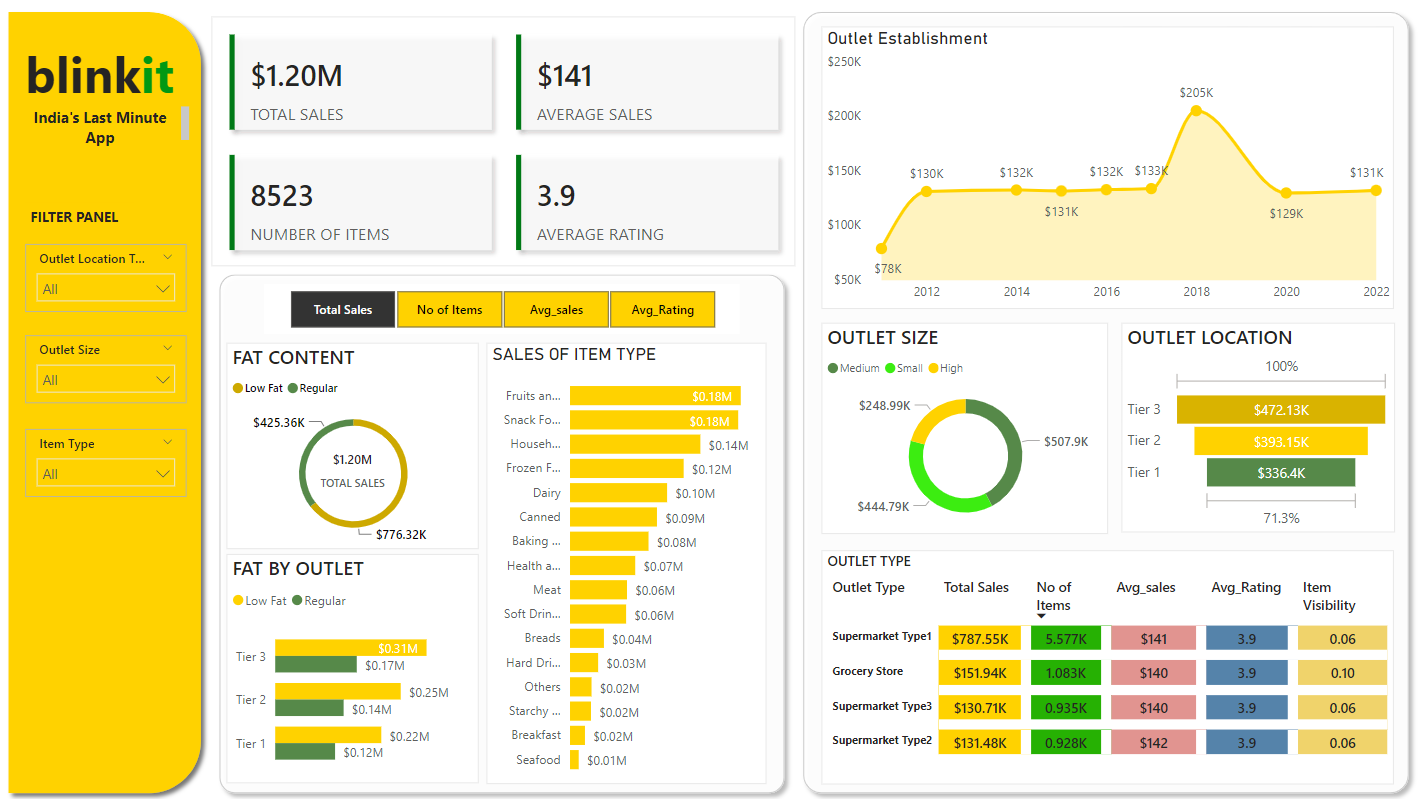 blinkit
India's Last Minute
App
FILTER PANEL
Outlet Location T...
All
Outlet Size
All
Item Type
All
$1.20M
TOTAL SALES
$141
AVERAGE SALES
8523
NUMBER OF ITEMS
3.9
AVERAGE RATING
Total Sales
No of Items
Avg_sales
Avg_Rating
FAT CONTENT
Low Fat Regular
$425.36K
$1.20M
TOTAL SALES
$776.32K
FAT BY OUTLET
Low Fat Regular
Tier 3 $0.31M
$0.17M
Tier 2 $0.25M
$0.14M
Tier 1 $0.22M
$0.12M
SALES OF ITEM TYPE
Fruits an... $0.18M
Snack Fo... $0.18M
Househ... $0.14M
Frozen F... $0.12M
Dairy $0.10M
Canned $0.09M
Baking ... $0.08M
Health a... $0.07M
Meat $0.06M
Soft Drin... $0.06M
Breads $0.04M
Hard Dri... $0.03M
Others $0.02M
Starchy ... $0.02M
Breakfast $0.02M
Seafood $0.01M
Outlet Establishment
$250K
$200K
$150K
$100K
$50K
$78K
$130K
$132K
$131K
$132K
$133K
$205K
$129K
$131K
2012 2014 2016 2018 2020 2022
OUTLET SIZE
Medium Small High
$248.99K
$507.9K
$444.79K
OUTLET LOCATION
100%
Tier 3 $472.13K
Tier 2 $393.15K
Tier 1 $336.4K
71.3%
OUTLET TYPE
Outlet Type Total Sales No of Items Avg_sales Avg_Rating Item Visibility
Supermarket Type1 $787.55K 5.577K $141 3.9 0.06
Grocery Store $151.94K 1.083K $140 3.9 0.10
Supermarket Type3 $130.71K 0.935K $140 3.9 0.06
Supermarket Type2 $131.48K 0.928K $142 3.9 0.06